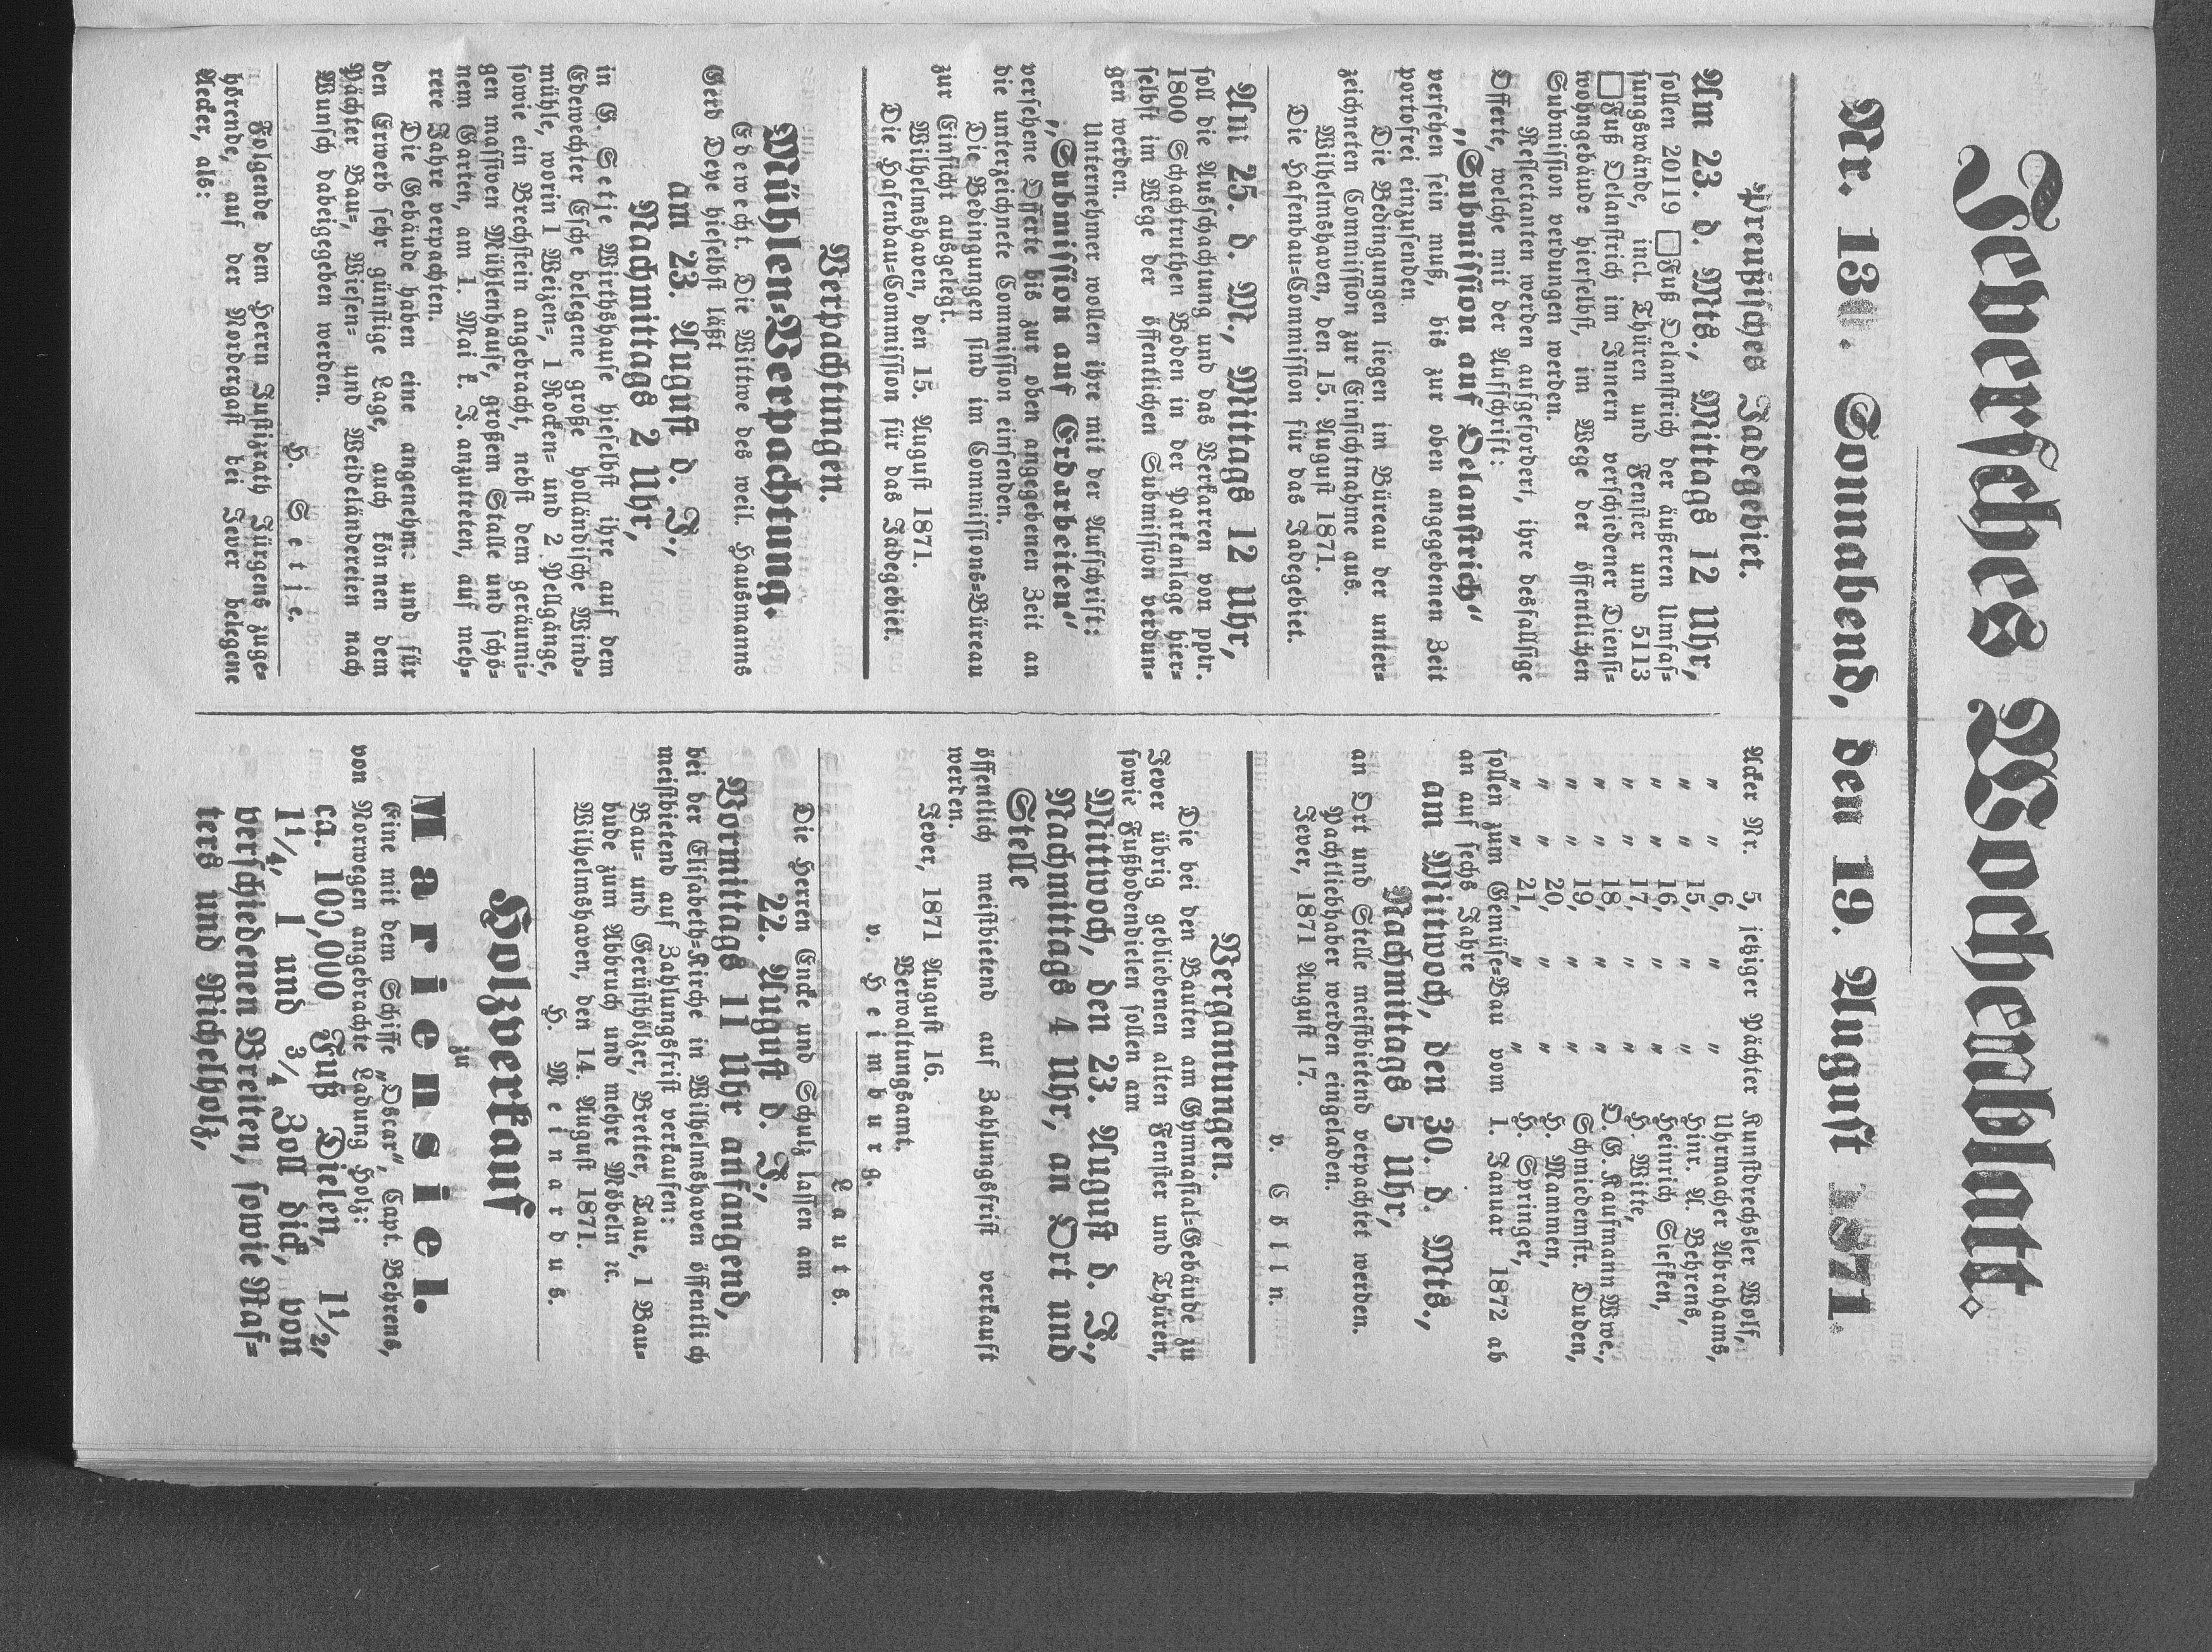 Jeversches Wochenblatt.
Nr. 130. Sonnabend, den 19. August 1871.
Preußisches Jadegebiet.
Am 23. d. Mts., Mittags 12 Uhr,
sollen 20119 □Fuß Oelanstrich der äußeren Umfas-
sungswände, incl. Thüren und Fenster und 5113
□Fuß Oelanstrich im Innern verschiedener Dienst-
wohngebäude hierselbst, im Wege der öffentlichen
Submission verdungen werden.
Reflectanten werden aufgefordert, ihre desfallsige
Offerte, welche mit der Aufschrift:
„Submission auf Oelanstrich"
versehen sein muß, bis zur oben angegebenen Zeit
portofrei einzusenden.
Die Bedingungen liegen im Büreau der unter-
zeichneten Commission zur Einsichtnahme aus.
Wilhelmshaven, den 15. August 1871.
Die Hafenbau-Commission für das Jadegebiet.
Am 25. d. M., Mittags 12 Uhr,
soll die Ausschachtung und das Verkarren von pptr.
1800 Schachtruthen Boden in der Parkanlage hier-
selbst im Wege der öffentlichen Submission verdun-
gen werden.
Unternehmer wollen ihre mit der Aufschrift:
„Submission auf Erdarbeiten"
versehene Offerte bis zur oben angegebenen Zeit an
die unterzeichnete Commission einsenden.
Die Bedingungen sind im Commissions-Büreau
zur Einsicht ausgelegt.
Wilhelmshaven, den 15. August 1871.
Die Hafenbau-Commission für das Jadegebiet.
Verpachtungen.
Mühlen-Verpachtung.
Edewecht. Die Wittwe des weil. Hausmanns
Gerd Deye hieselbst läßt
am 23. August d. J.,
Nachmittags 2 Uhr,
in G. Setje Wirthshause hieselbst ihre auf dem
Edewechter Esche belegene große holländische Wind-
mühle, worin 1 Weizen-, 1 Rocken- und 2 Pellgänge,
sowie ein Brechstein angebracht, nebst dem geräumi-
gen massiven Mühlenhause, großem Stalle und schö-
nem Garten, am 1. Mai k. J. anzutreten, auf meh-
rere Jahre verpachten.
Die Gebäude haben eine angenehme und für
den Erwerb sehr günstige Lage, auch können dem
Pächter Bau-, Wiesen- und Weideländereien nach
Wunsch dabeigegeben werden.
H. Setje.
Folgende dem Herrn Justizrath Jürgens zuge-
hörende, auf der Nordergast bei Jever belegene
Aecker, als:
Acker Nr. 5, jetziger Pächter Kunstdrechsler Wolf,
„ „ 6, „ „ Uhrmacher Abrahams,
„ „ 15, „ „ Hinr. A. Behrens,
„ „ 16, „ „ Heinrich Siefken,
„ „ 17, „ „ H. Witte,
„ „ 18, „ „ D. G. Kaufmann Wwe.,
„ „ 19, „ „ Schmiedemstr. Duden,
„ „ 20, „ „ H. Mammen,
„ „ 21, „ „ H. Springer,
sollen zum Gemüse-Bau vom 1. Januar 1872 ab
an auf sechs Jahre
am Mittwoch, den 30. d. Mts.,
Nachmittags 5 Uhr,
an Ort und Stelle meistbietend verpachtet werden.
Pachtliebhaber werden eingeladen.
Jever, 1871 August 17.
v. Cölln.
Vergantungen.
Die bei den Bauten am Gymnasial-Gebäude zu
Jever übrig gebliebenen alten Fenster und Thüren,
sowie Fußbodendielen sollen am
Mittwoch, den 23. August d. J.,
Nachmittags 4 Uhr, an Ort und
Stelle
öffentlich meistbietend auf Zahlungsfrist verkauft
werden.
Jever, 1871 August 16.
Verwaltungsamt.
v. Heimburg.
Lauts.
Die Herren Encke und Schulz lassen am
22. August d. J.,
Vormittags 11 Uhr anfangend,
bei der Elisabeth-Kirche in Wilhelmshaven öffentlich
meistbietend auf Zahlungsfrist verkaufen:
Bau- und Gerüsthölzer, Bretter, Taue, 1 Bau-
bude zum Abbruch und mehre Möbeln ꝛc.
Wilhelmshaven, den 14. August 1871.
H. Meinardus.
Holzverkauf
zu
Mariensiel.
Eine mit dem Schiffe „Oscar", Capt. Behrens,
von Norwegen angebrachte Ladung Holz:
ca. 100,000 Fuß Dielen, 1½,
1¼, 1 und ¾ Zoll dick, von
verschiedenen Breiten, sowie Ras-
ters und Richelholz,